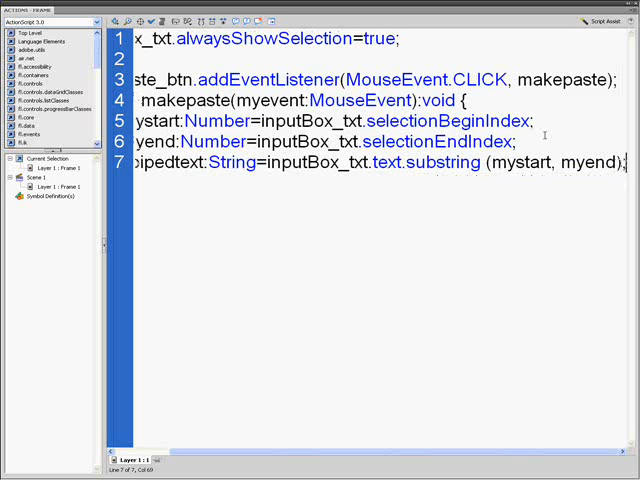 ACTIONS - FRAME
ActionScript 3.0
Script Assist
Top Level
Language Elements
adobe.utils
air.net
fl.accessibility
fl.containers
fl.controls
fl.controls.dataGridClasses
fl.controls.listClasses
fl.controls.progressBarClasses
fl.core
fl.data
fl.events
fl.ik
Current Selection
Layer 1 : Frame 1
Scene 1
Layer 1 : Frame 1
Symbol Definition(s)
1 x_txt.alwaysShowSelection=true;
2
3 ste_btn.addEventListener(MouseEvent.CLICK, makepaste);
4 makepaste(myevent:MouseEvent):void {
5 ystart:Number=inputBox_txt.selectionBeginIndex;
6 yend:Number=inputBox_txt.selectionEndIndex;
7 pipedtext:String=inputBox_txt.text.substring (mystart, myend);
Layer 1 : 1
Line 7 of 7, Col 69